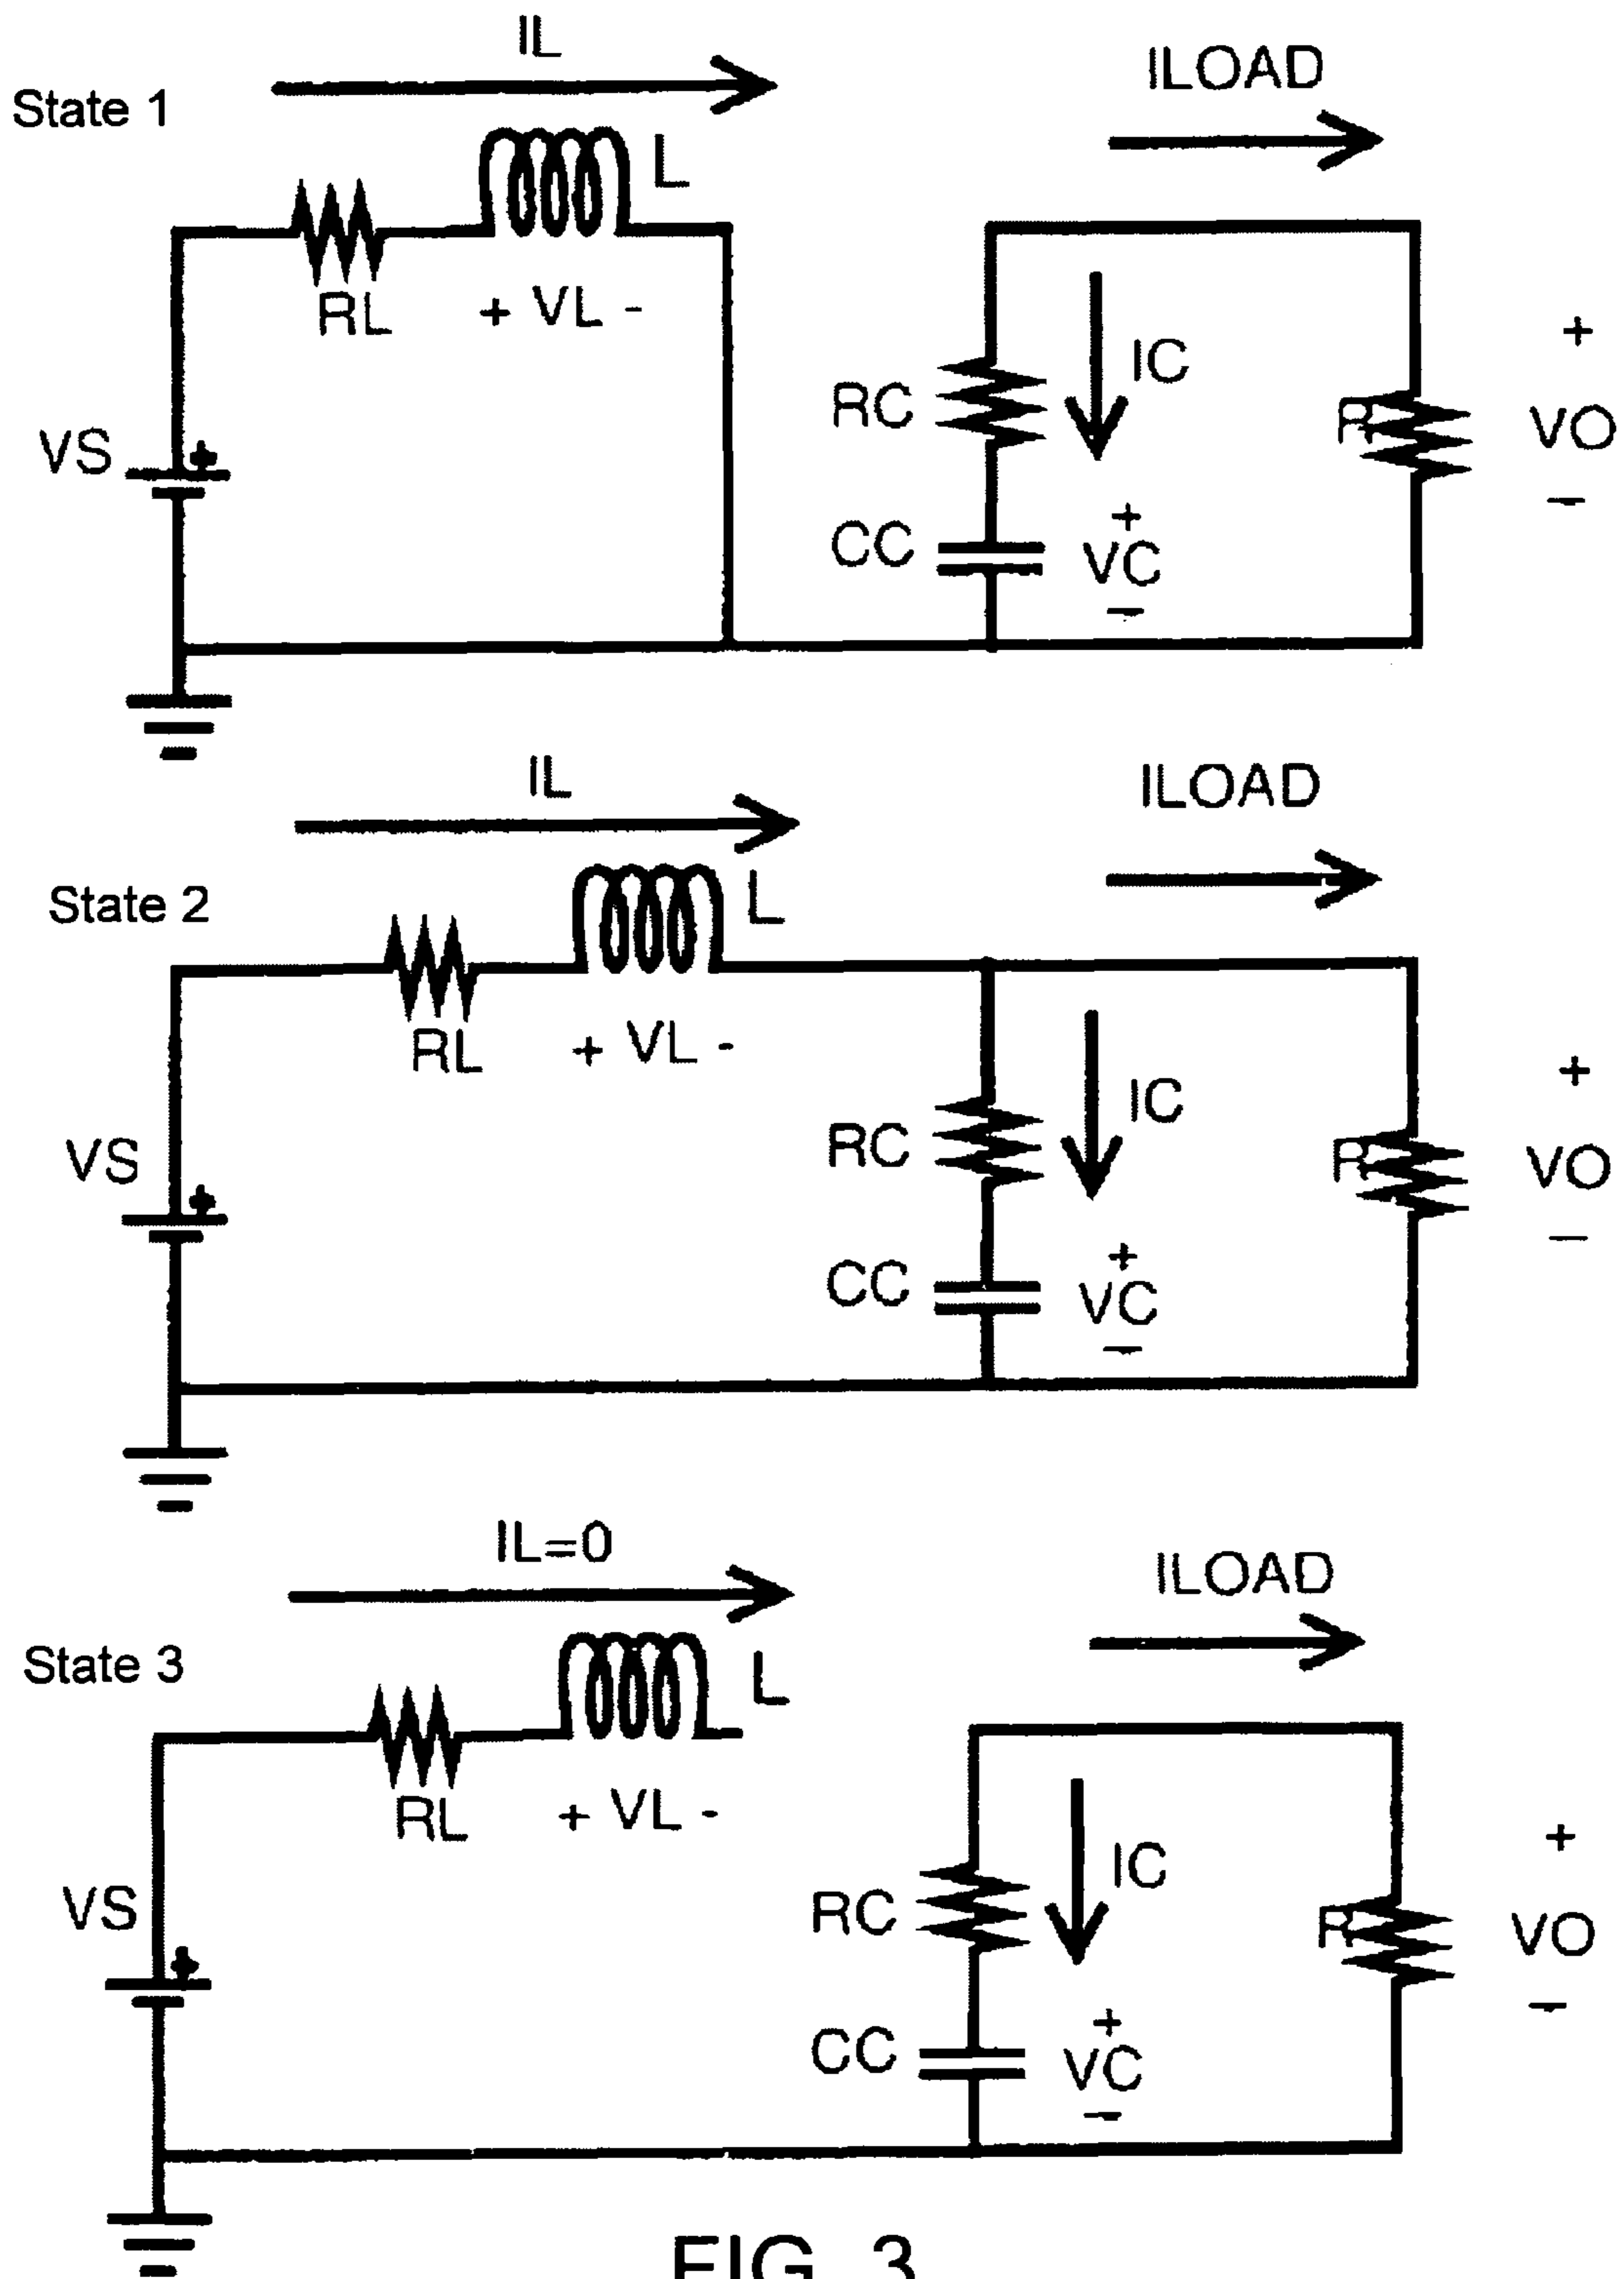 IL
ILOAD
State 1
L
RL
+ VL -
+
IC
RC
R
VO
VS
+
-
+
CC
VC
-
IL
ILOAD
State 2
L
RL
+ VL -
+
IC
RC
R
VO
VS
+
-
+
CC
VC
-
IL=0
ILOAD
State 3
L
RL
+ VL -
+
IC
RC
R
VO
VS
+
-
+
CC
VC
-
FIG. 3